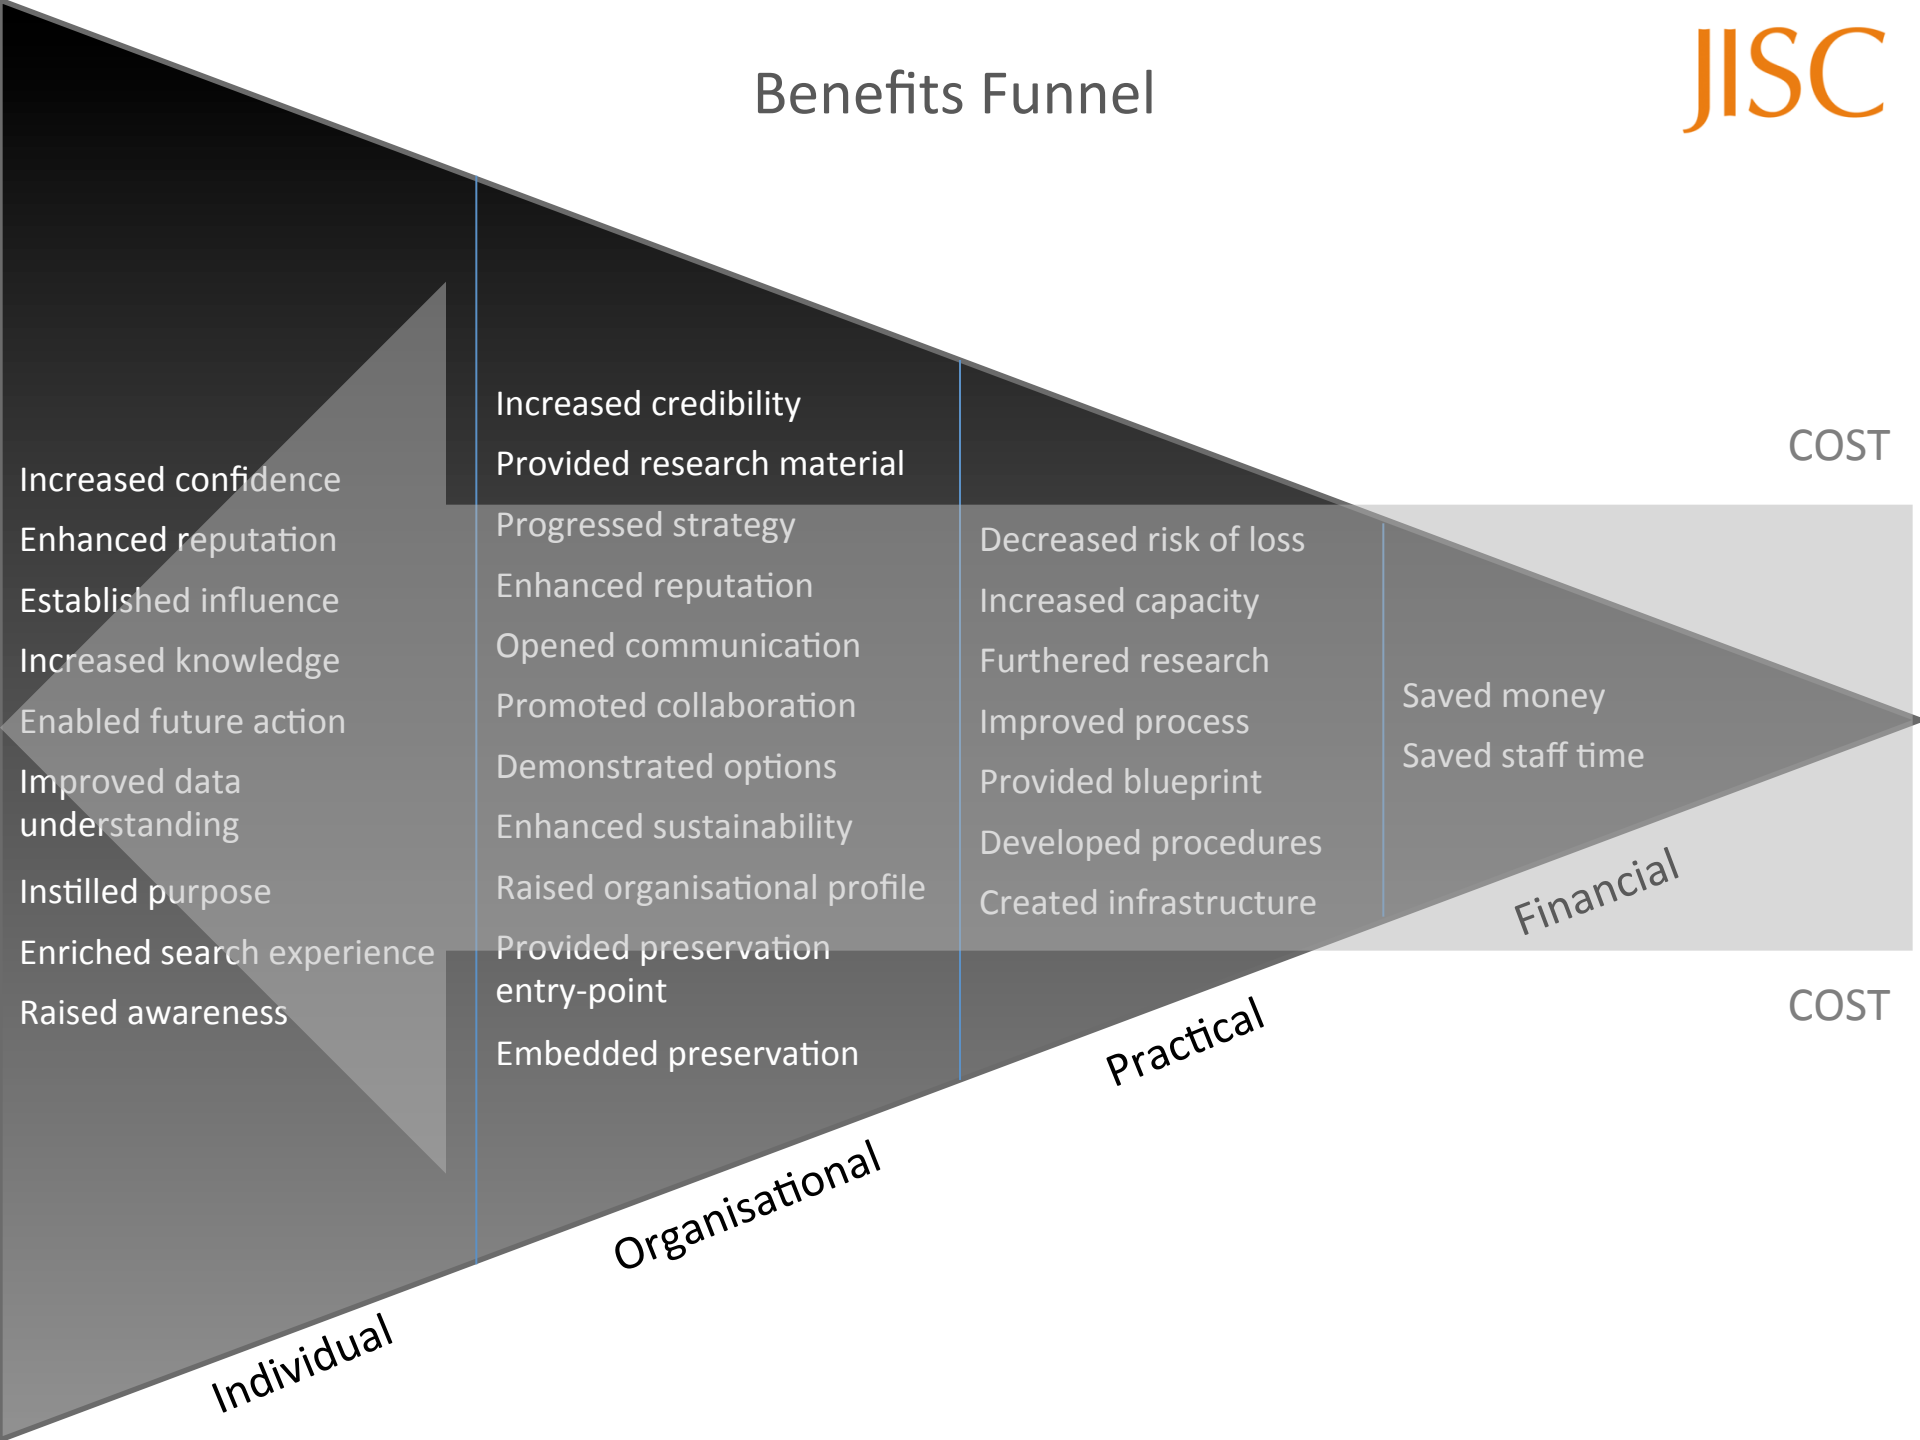 Benefits Funnel
JISC
Increased confidence
Enhanced reputation
Established influence
Increased knowledge
Enabled future action
Improved data
understanding
Instilled purpose
Enriched search experience
Raised awareness
Increased credibility
Provided research material
Progressed strategy
Enhanced reputation
Opened communication
Promoted collaboration
Demonstrated options
Enhanced sustainability
Raised organisational profile
Provided preservation
entry-point
Embedded preservation
Decreased risk of loss
Increased capacity
Furthered research
Improved process
Provided blueprint
Developed procedures
Created infrastructure
Saved money
Saved staff time
COST
COST
Individual
Organisational
Practical
Financial